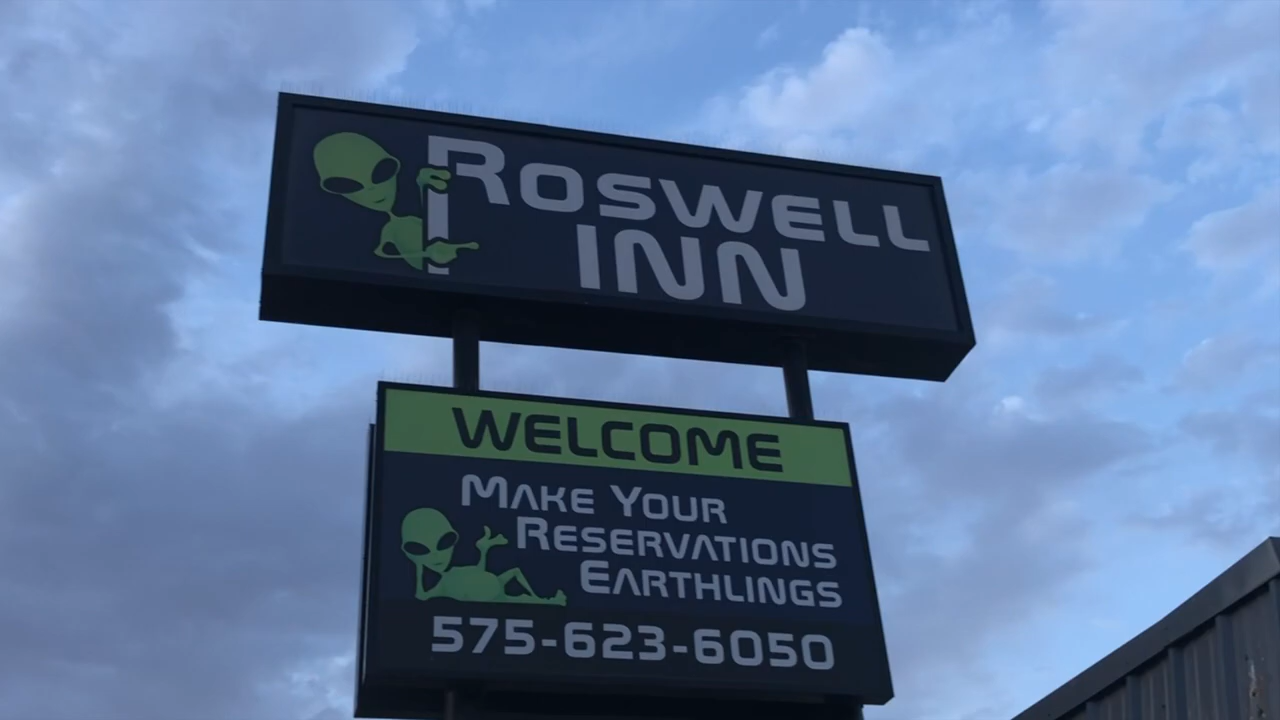 Roswell
Inn
Welcome
Make Your
Reservations
Earthlings
575-623-6050